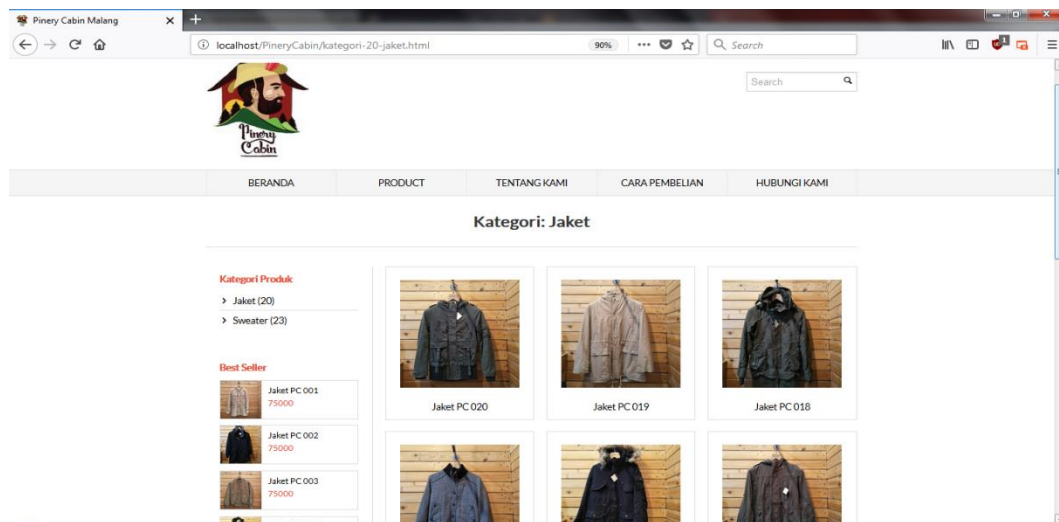 Pinery Cabin Malang
localhost/PineryCabin/kategori-20-jaket.html
90%
Search
1
Pinery
Cabin
Search
BERANDA PRODUCT TENTANG KAMI CARA PEMBELIAN HUBUNGI KAMI
Kategori: Jaket
Kategori Produk
Jaket (20)
Sweater (23)
Best Seller
Jaket PC 001
75000
Jaket PC 002
75000
Jaket PC 003
75000
Jaket PC 020
Jaket PC 019
Jaket PC 018